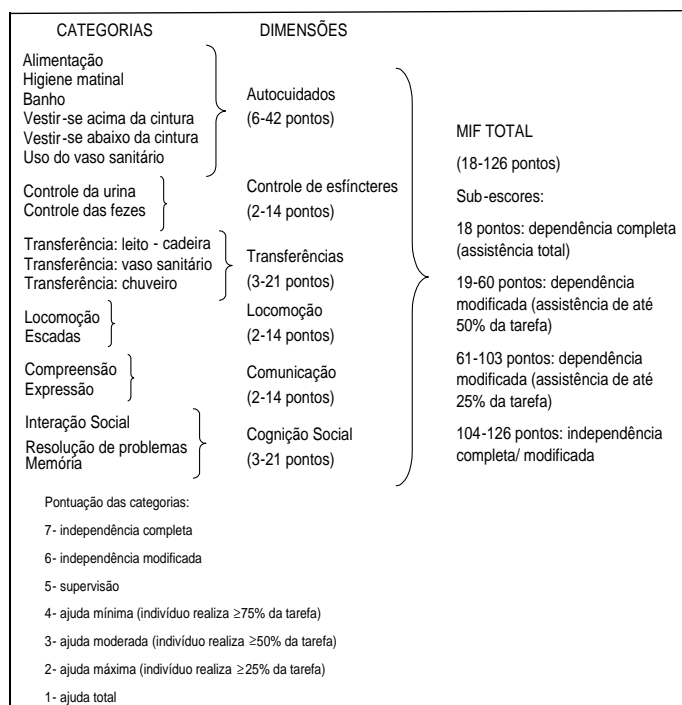 CATEGORIAS
Alimentação
Higiene matinal
Banho
Vestir-se acima da cintura
Vestir-se abaixo da cintura
Uso do vaso sanitário
Controle da urina
Controle das fezes
Transferência: leito - cadeira
Transferência: vaso sanitário
Transferência: chuveiro
Locomoção
Escadas
Compreensão
Expressão
Interação Social
Resolução de problemas
Memória
DIMENSÕES
Autocuidados
(6-42 pontos)
Controle de esfíncteres
(2-14 pontos)
Transferências
(3-21 pontos)
Locomoção
(2-14 pontos)
Comunicação
(2-14 pontos)
Cognição Social
(3-21 pontos)
MIF TOTAL
(18-126 pontos)
Sub-escores:
18 pontos: dependência completa
(assistência total)
19-60 pontos: dependência
modificada (assistência de até
50% da tarefa)
61-103 pontos: dependência
modificada (assistência de até
25% da tarefa)
104-126 pontos: independência
completa/ modificada
Pontuação das categorias:
7- independência completa
6- independência modificada
5- supervisão
4- ajuda mínima (indivíduo realiza ≥75% da tarefa)
3- ajuda moderada (indivíduo realiza ≥50% da tarefa)
2- ajuda máxima (indivíduo realiza ≥25% da tarefa)
1- ajuda total